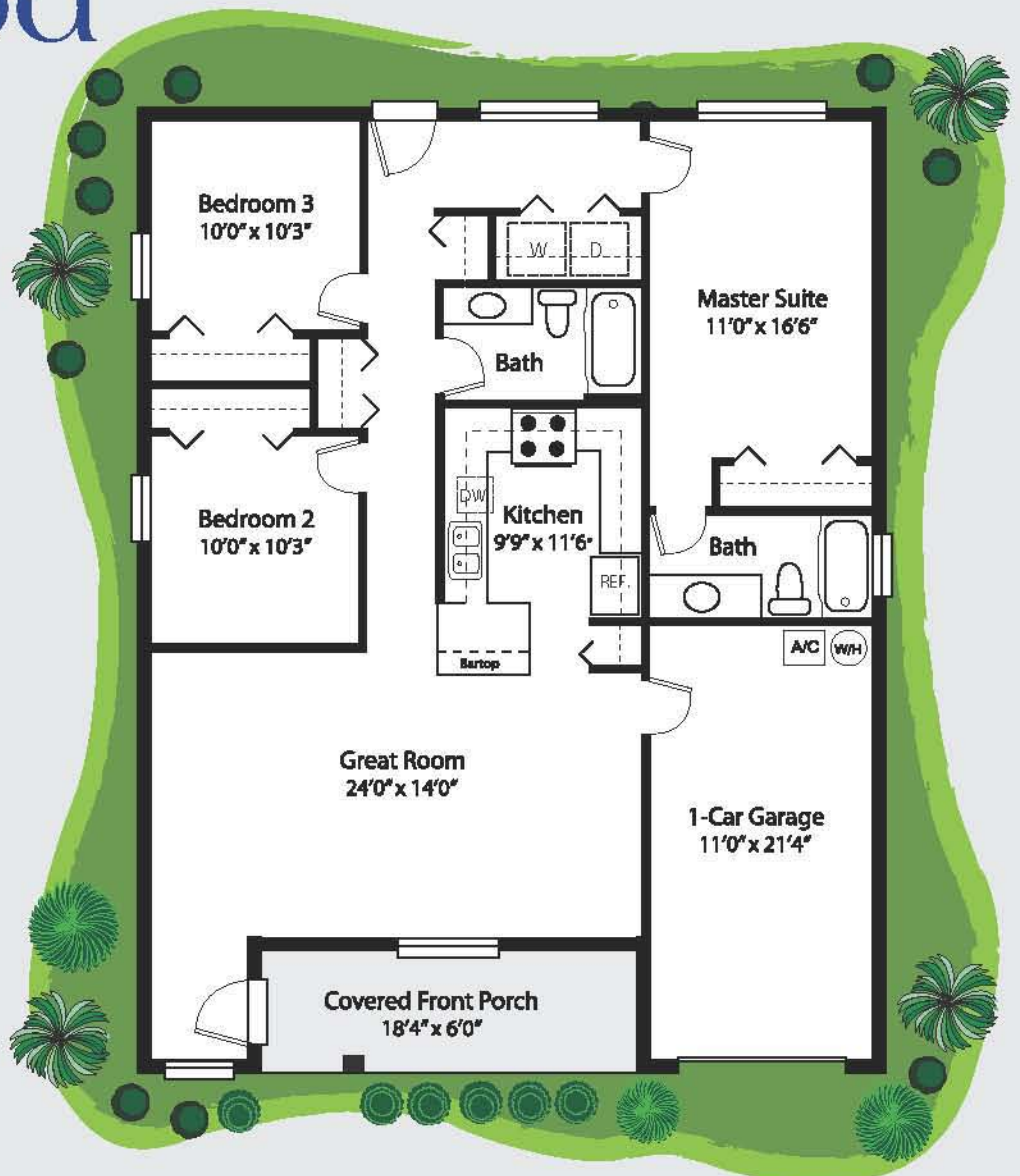 Bedroom 3
10'0" x 10'3"
W
D
Master Suite
11'0" x 16'6"
Bath
DW
Kitchen
9'9" x 11'6"
REF.
Bedroom 2
10'0" x 10'3"
Bath
A/C
W/H
Bartop
Great Room
24'0" x 14'0"
1-Car Garage
11'0" x 21'4"
Covered Front Porch
18'4" x 6'0"